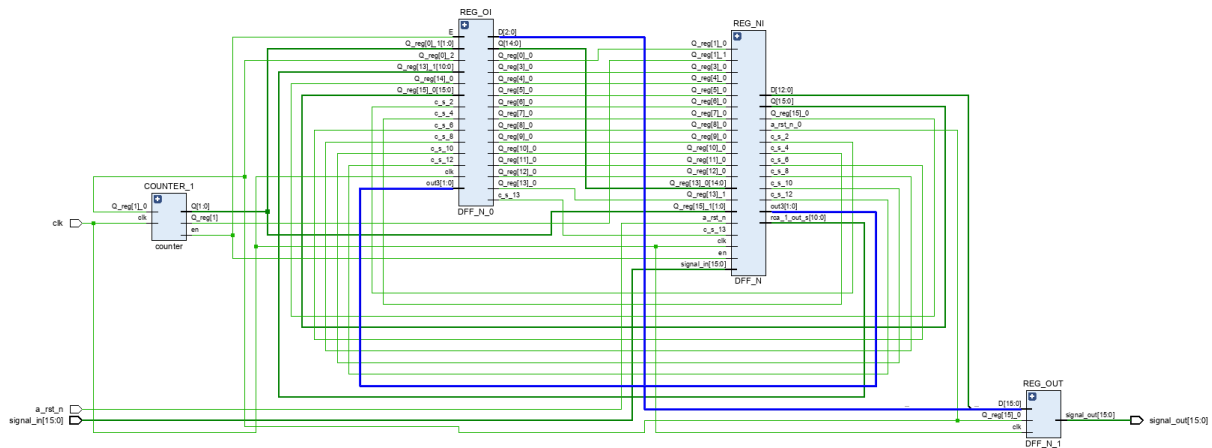 REG_OI
E
Q_reg[0]_1[1:0]
Q_reg[0]_2
Q_reg[13]_1[10:0]
Q_reg[14]_0
Q_reg[15]_0[15:0]
c_s_2
c_s_4
c_s_6
c_s_8
c_s_10
c_s_12
clk
out3[1:0]
D[2:0]
Q[14:0]
Q_reg[0]_0
Q_reg[3]_0
Q_reg[4]_0
Q_reg[5]_0
Q_reg[6]_0
Q_reg[7]_0
Q_reg[8]_0
Q_reg[9]_0
Q_reg[10]_0
Q_reg[11]_0
Q_reg[12]_0
Q_reg[13]_0
c_s_13
DFF_N_0
REG_NI
Q_reg[1]_0
Q_reg[1]_1
Q_reg[3]_0
Q_reg[4]_0
Q_reg[5]_0
Q_reg[6]_0
Q_reg[7]_0
Q_reg[8]_0
Q_reg[9]_0
Q_reg[10]_0
Q_reg[11]_0
Q_reg[12]_0
Q_reg[13]_0[14:0]
Q_reg[13]_1
Q_reg[15]_1[1:0]
a_rst_n
c_s_13
clk
en
signal_in[15:0]
D[12:0]
Q[15:0]
Q_reg[15]_0
a_rst_n_0
c_s_2
c_s_4
c_s_6
c_s_8
c_s_10
c_s_12
out3[1:0]
rca_1_out_s[10:0]
DFF_N
COUNTER_1
Q_reg[1]_0
clk
Q[1:0]
Q_reg[1]
en
counter
clk
a_rst_n
signal_in[15:0]
REG_OUT
D[15:0]
Q_reg[15]_0
clk
signal_out[15:0]
DFF_N_1
signal_out[15:0]